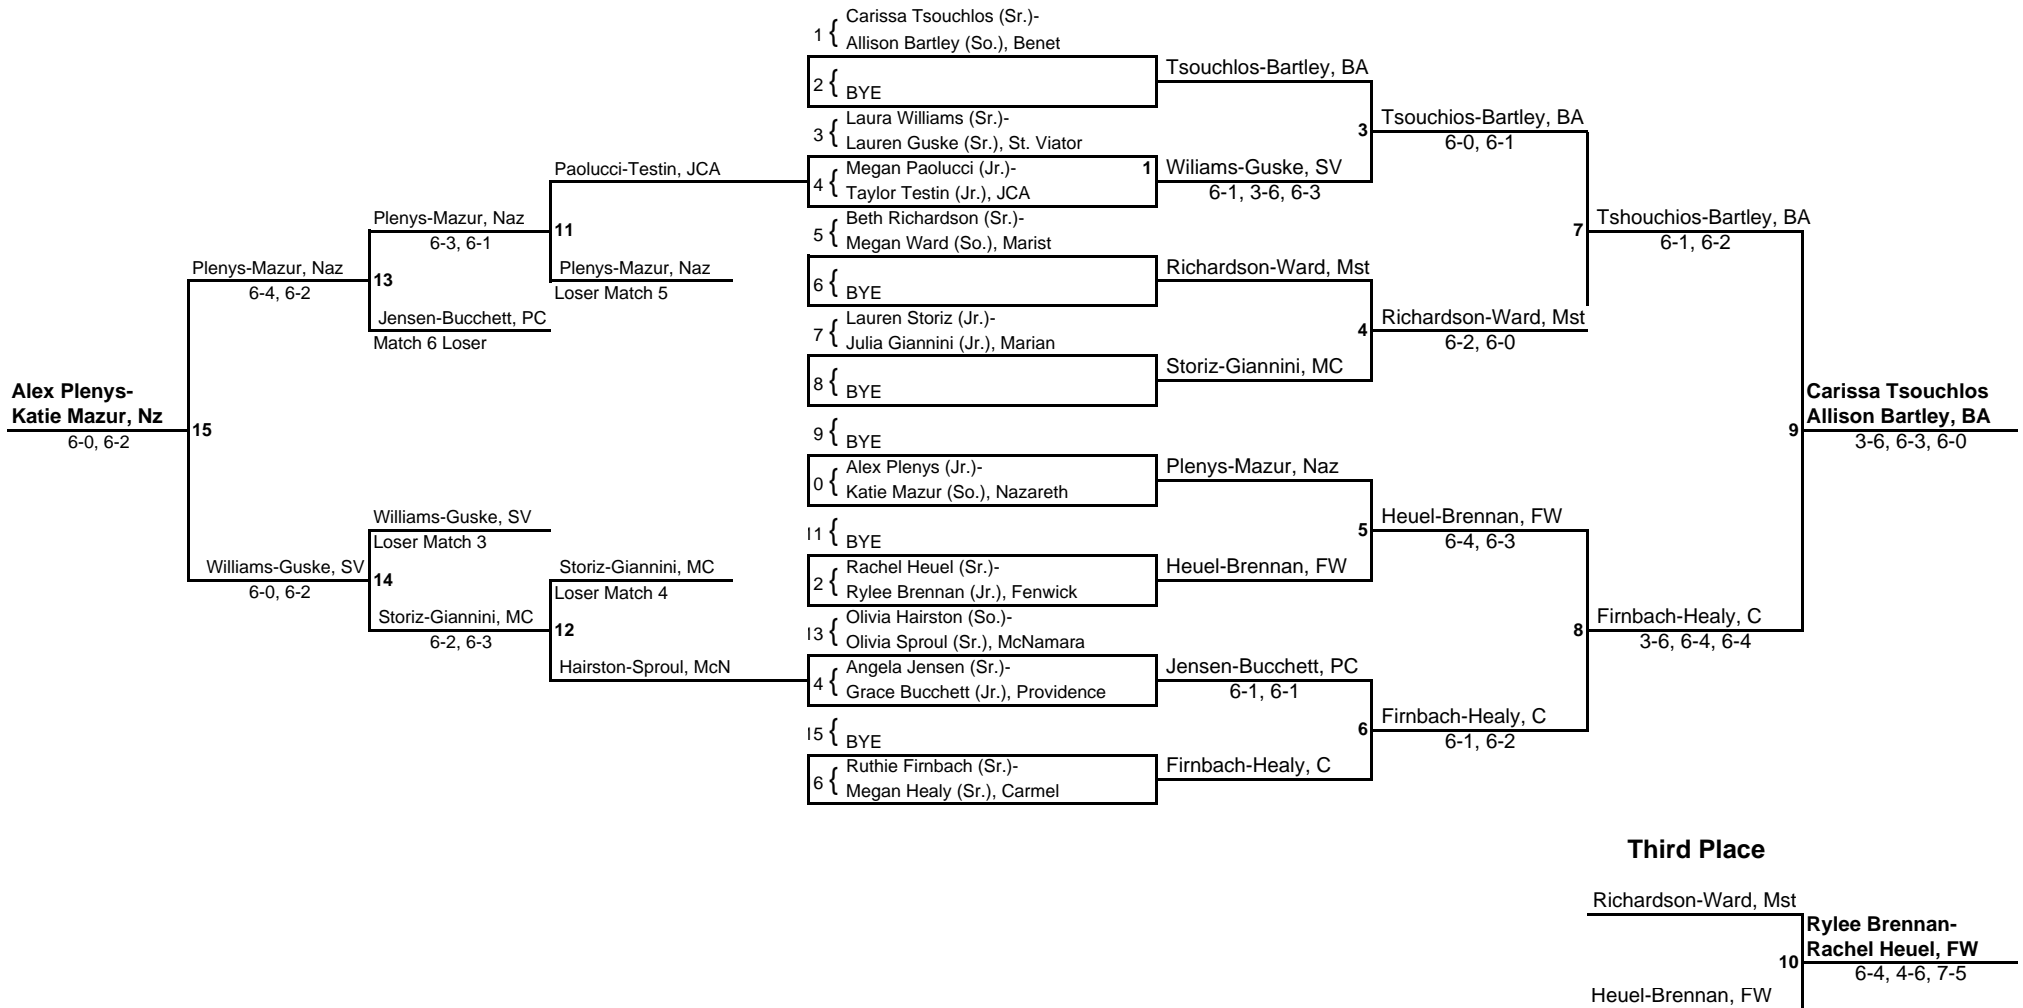 Carissa Tsouchlos (Sr.)-
1 {
Allison Bartley (So.), Benet
2 { BYE
Tsouchlos-Bartley, BA
Laura Williams (Sr.)-
3 {
Lauren Guske (Sr.), St. Viator
3
Tsouchios-Bartley, BA
6-0, 6-1
Paolucci-Testin, JCA
Megan Paolucci (Jr.)-
4 {
Taylor Testin (Jr.), JCA
1
Wiliams-Guske, SV
6-1, 3-6, 6-3
Plenys-Mazur, Naz
6-3, 6-1
11
Beth Richardson (Sr.)-
5 {
Megan Ward (So.), Marist
7
Tshouchios-Bartley, BA
6-1, 6-2
Plenys-Mazur, Naz
6-4, 6-2
13
Plenys-Mazur, Naz
Loser Match 5
6 { BYE
Richardson-Ward, Mst
Jensen-Bucchett, PC
Match 6 Loser
Lauren Storiz (Jr.)-
7 {
Julia Giannini (Jr.), Marian
4
Richardson-Ward, Mst
6-2, 6-0
8 { BYE
Storiz-Giannini, MC
Alex Plenys-
Katie Mazur, Nz
6-0, 6-2
15
9 { BYE
9
Carissa Tsouchlos
Allison Bartley, BA
3-6, 6-3, 6-0
Alex Plenys (Jr.)-
0 {
Katie Mazur (So.), Nazareth
Plenys-Mazur, Naz
Williams-Guske, SV
Loser Match 3
11 { BYE
5
Heuel-Brennan, FW
6-4, 6-3
Williams-Guske, SV
6-0, 6-2
14
Storiz-Giannini, MC
Loser Match 4
Rachel Heuel (Sr.)-
2 {
Rylee Brennan (Jr.), Fenwick
Heuel-Brennan, FW
Storiz-Giannini, MC
6-2, 6-3
12
Olivia Hairston (So.)-
13 {
Olivia Sproul (Sr.), McNamara
8
Firnbach-Healy, C
3-6, 6-4, 6-4
Hairston-Sproul, McN
Angela Jensen (Sr.)-
4 {
Grace Bucchett (Jr.), Providence
Jensen-Bucchett, PC
6-1, 6-1
15 { BYE
6
Firnbach-Healy, C
6-1, 6-2
Ruthie Firnbach (Sr.)-
6 {
Megan Healy (Sr.), Carmel
Firnbach-Healy, C
Third Place
Richardson-Ward, Mst
10
Rylee Brennan-
Rachel Heuel, FW
6-4, 4-6, 7-5
Heuel-Brennan, FW